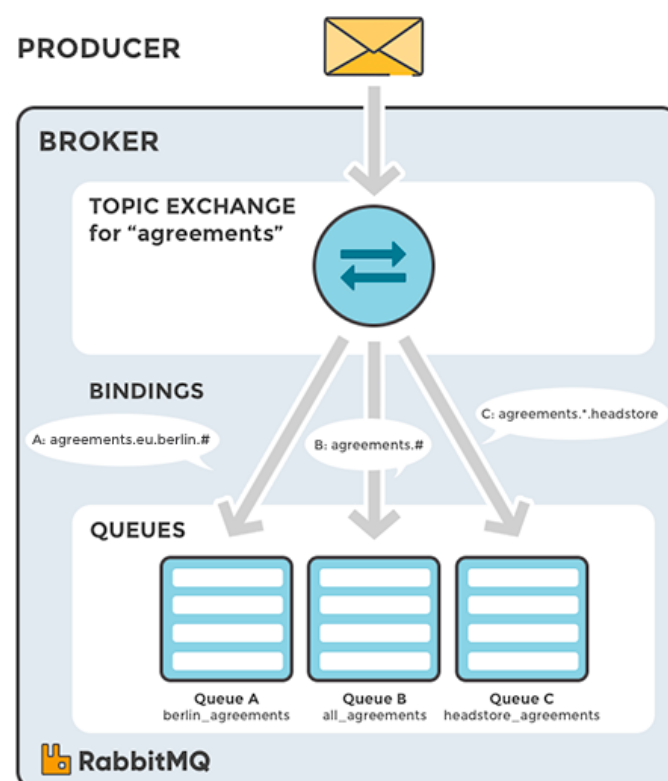 PRODUCER
BROKER
TOPIC EXCHANGE
for “agreements”
BINDINGS
A: agreements.eu.berlin.#
B: agreements.#
C: agreements.*.headstore
QUEUES
Queue A
berlin_agreements
Queue B
all_agreements
Queue C
headstore_agreements
RabbitMQ